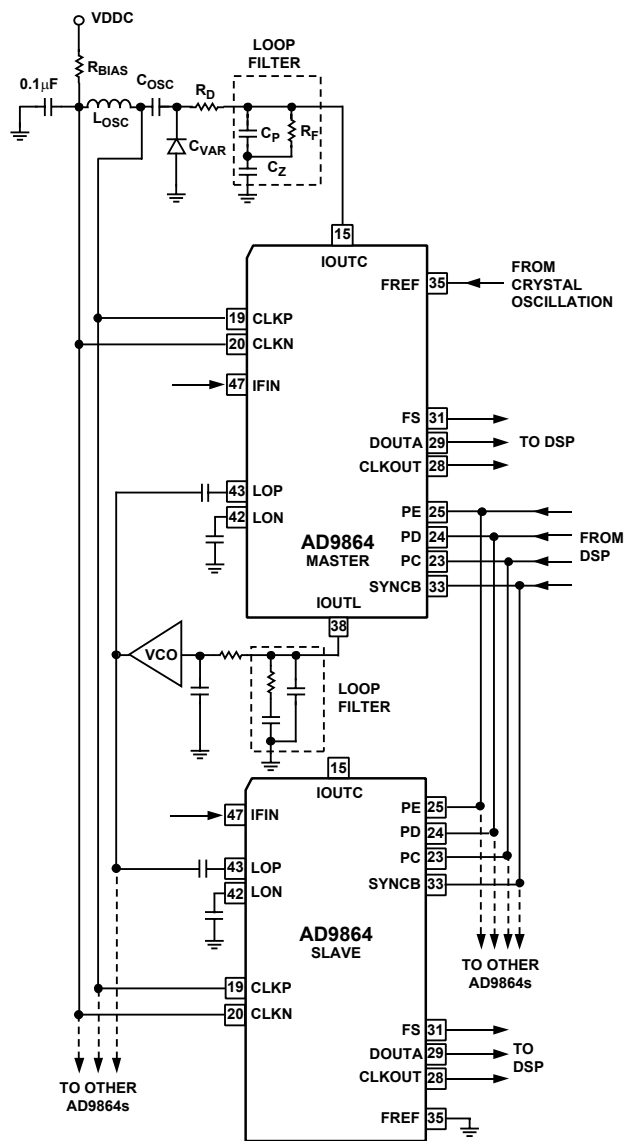 VDDC
LOOP
FILTER
RBIAS
COSC
0.1μF
RD
LOSC
CP
RF
CVAR
CZ
15
IOUTC
FROM
CRYSTAL
OSCILLATION
FREF 35
19 CLKP
20 CLKN
47 IFIN
FS 31
DOUTA 29 TO DSP
CLKOUT 28
43 LOP
42 LON
PE 25
PD 24
PC 23
SYNCB 33
FROM
DSP
AD9864
MASTER
IOUTL
38
VCO
LOOP
FILTER
15
IOUTC
47 IFIN
PE 25
PD 24
PC 23
SYNCB 33
43 LOP
42 LON
AD9864
SLAVE
TO OTHER
AD9864s
19 CLKP
20 CLKN
FS 31
DOUTA 29
CLKOUT 28
TO
DSP
TO OTHER
AD9864s
FREF 35